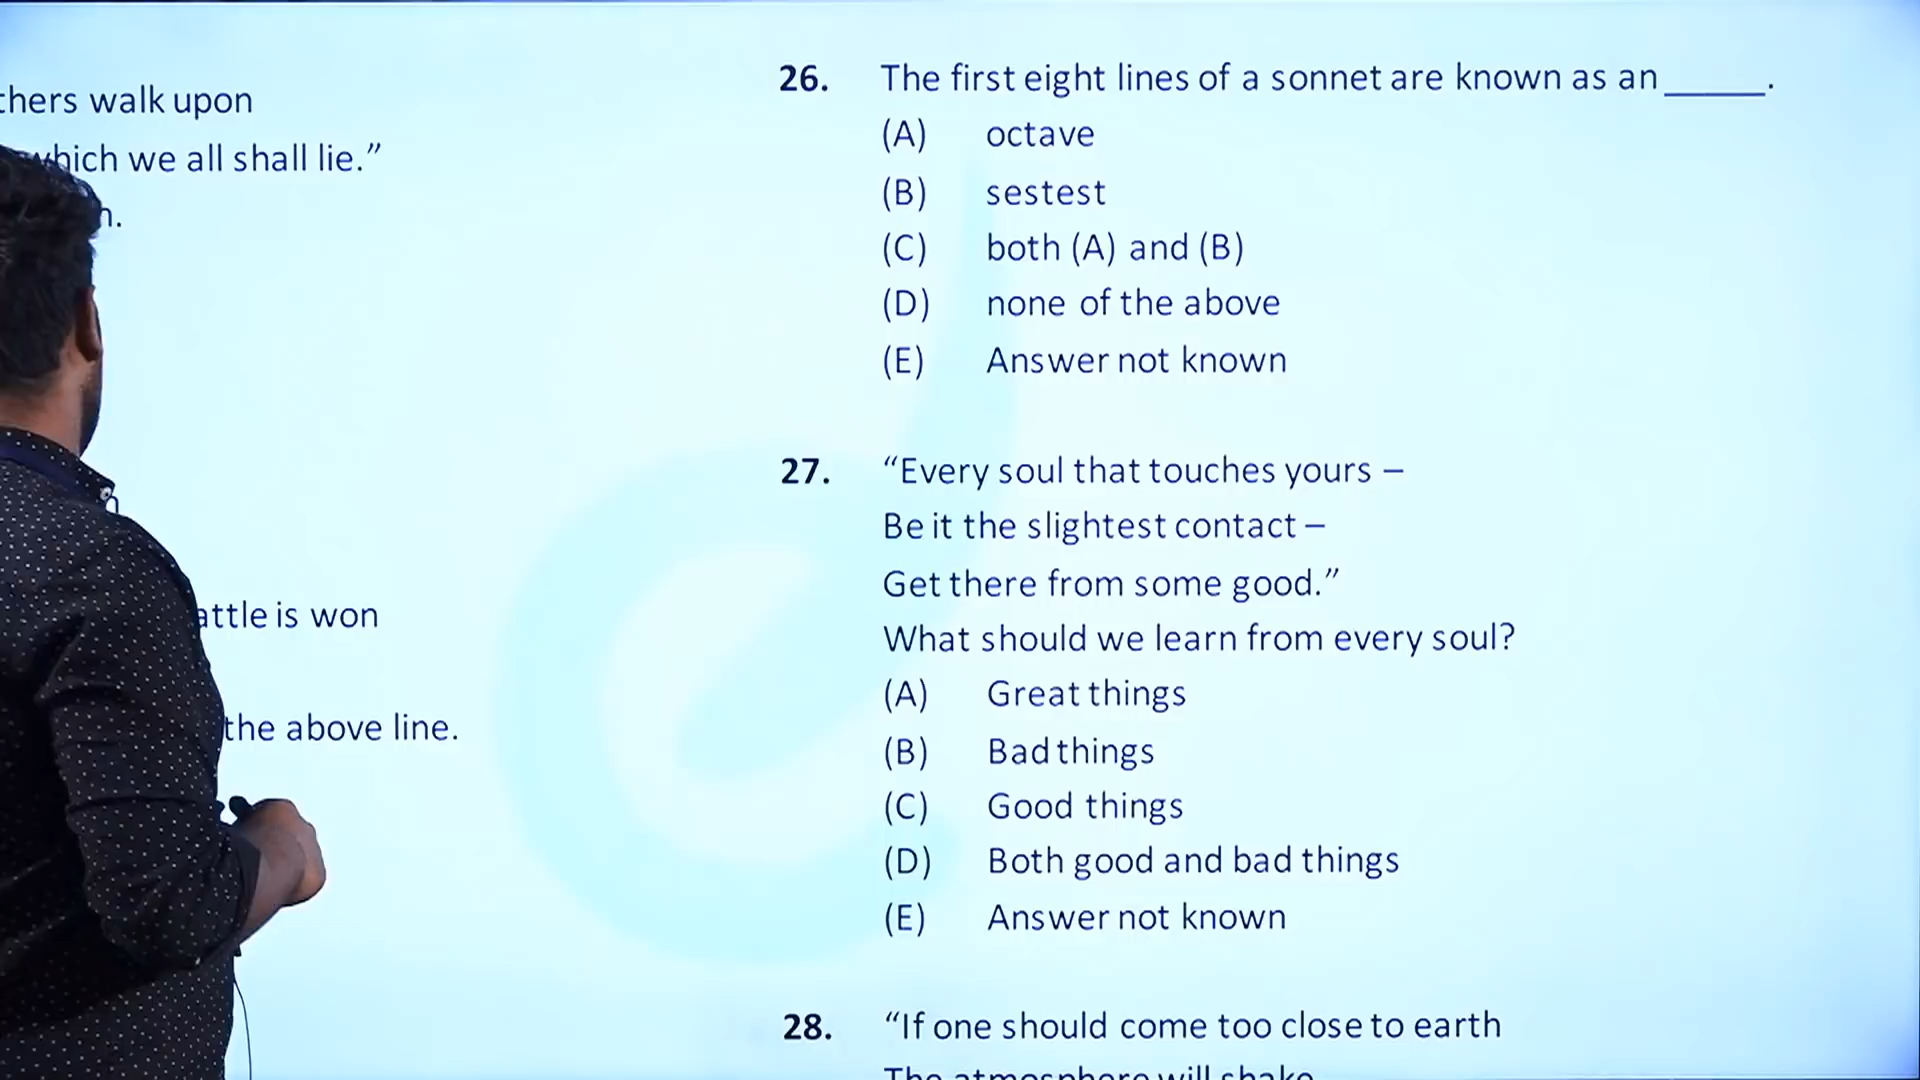 walk upon
we all shall lie.”
is won
the above line.
26. The first eight lines of a sonnet are known as an _____.
(A) octave
(B) sestest
(C) both (A) and (B)
(D) none of the above
(E) Answer not known
27. “Every soul that touches yours –
Be it the slightest contact –
Get there from some good.”
What should we learn from every soul?
(A) Great things
(B) Bad things
(C) Good things
(D) Both good and bad things
(E) Answer not known
28. “If one should come too close to earth